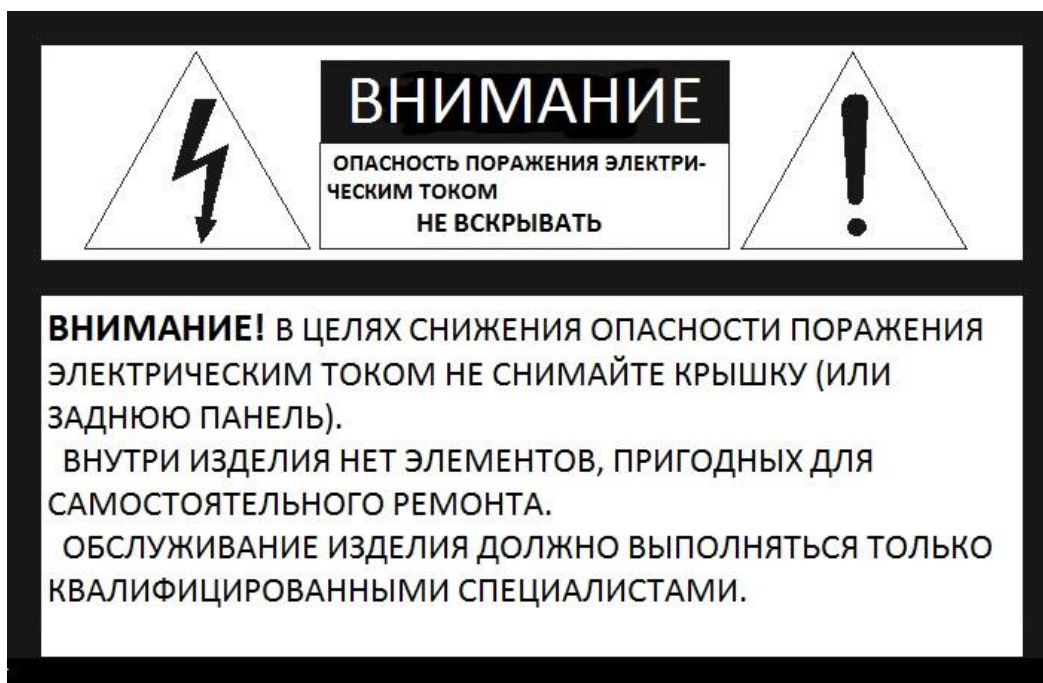 ВНИМАНИЕ
ОПАСНОСТЬ ПОРАЖЕНИЯ ЭЛЕКТРИ-
ЧЕСКИМ ТОКОМ
НЕ ВСКРЫВАТЬ
ВНИМАНИЕ! В ЦЕЛЯХ СНИЖЕНИЯ ОПАСНОСТИ ПОРАЖЕНИЯ
ЭЛЕКТРИЧЕСКИМ ТОКОМ НЕ СНИМАЙТЕ КРЫШКУ (ИЛИ
ЗАДНЮЮ ПАНЕЛЬ).
ВНУТРИ ИЗДЕЛИЯ НЕТ ЭЛЕМЕНТОВ, ПРИГОДНЫХ ДЛЯ
САМОСТОЯТЕЛЬНОГО РЕМОНТА.
ОБСЛУЖИВАНИЕ ИЗДЕЛИЯ ДОЛЖНО ВЫПОЛНЯТЬСЯ ТОЛЬКО
КВАЛИФИЦИРОВАННЫМИ СПЕЦИАЛИСТАМИ.